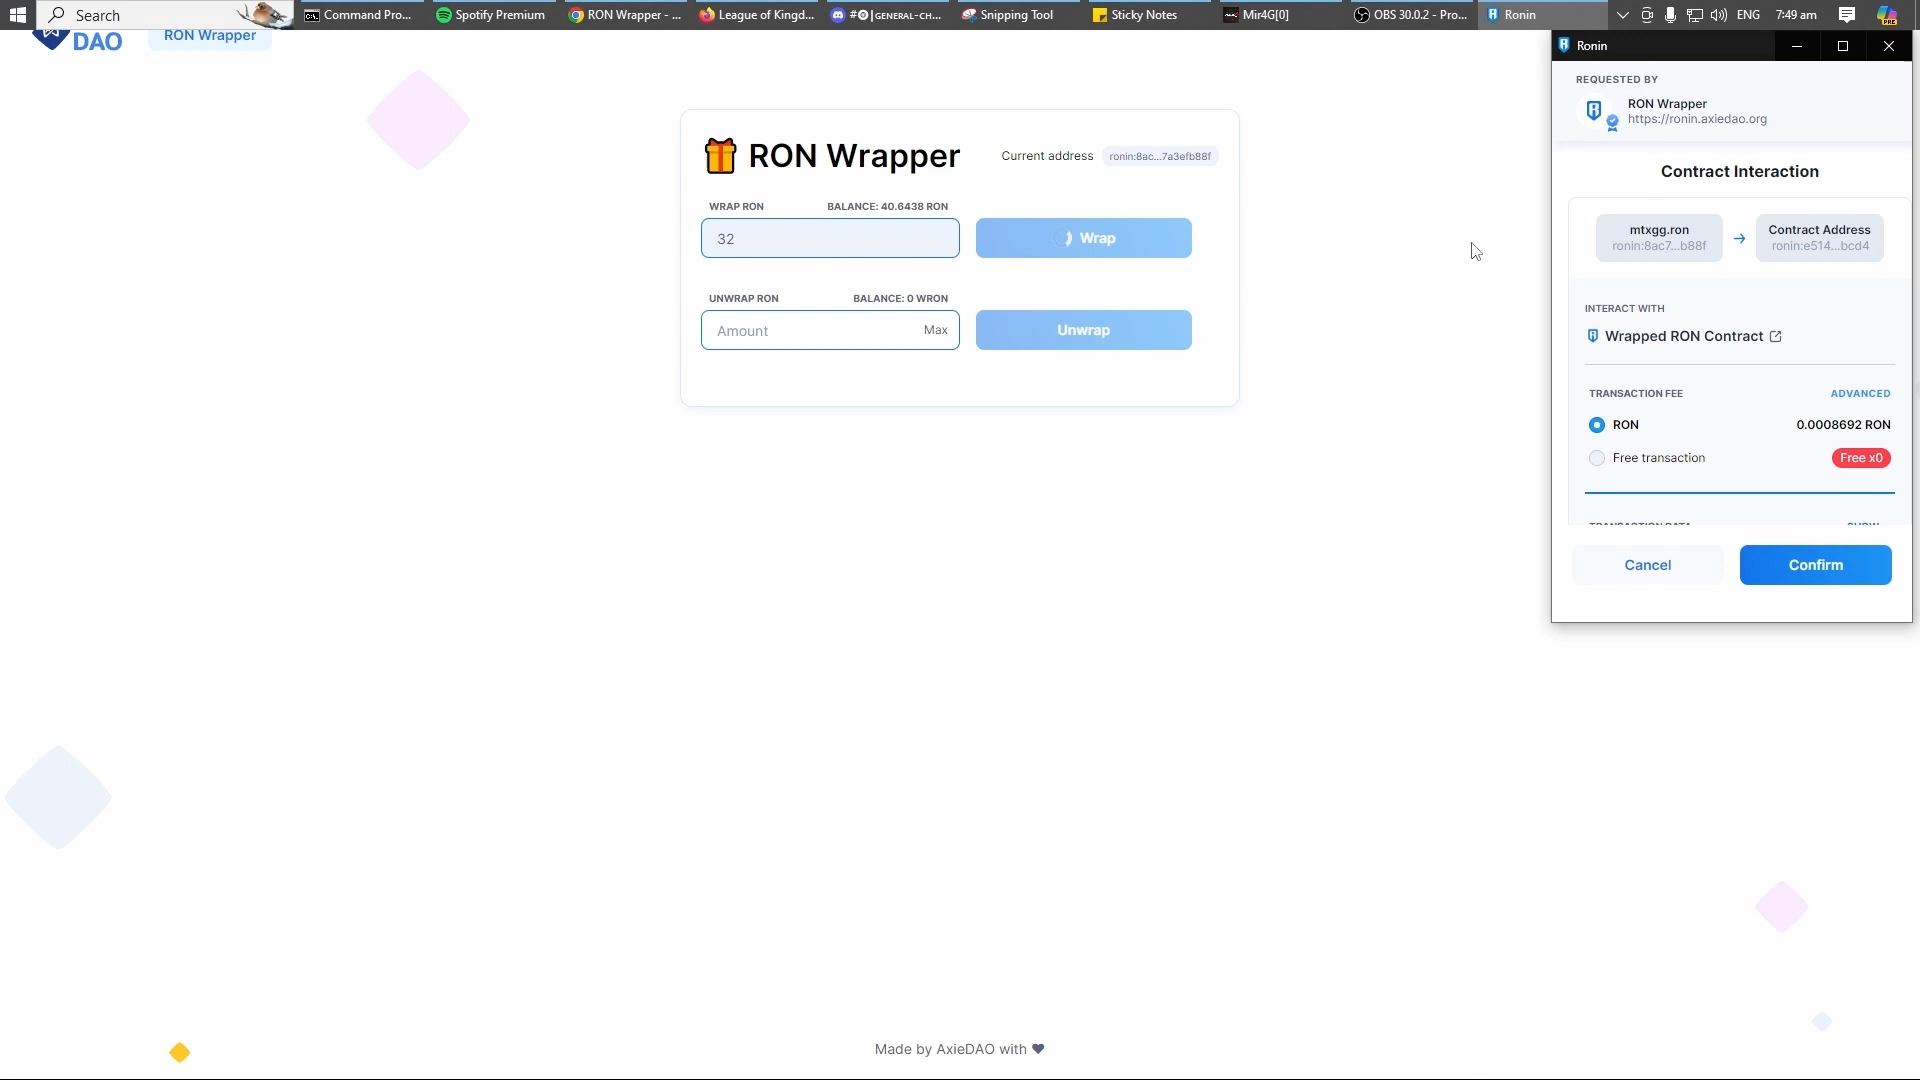 Search
Command Pro...
Spotify Premium
RON Wrapper - ...
League of Kingd...
#⭗|GENERAL-CH...
Snipping Tool
Sticky Notes
Mir4G[0]
OBS 30.0.2 - Pro...
Ronin
ENG
7:49 am
DAO
RON Wrapper
RON Wrapper
Current address
ronin:8ac...7a3efb88f
WRAP RON
BALANCE: 40.6438 RON
32
Wrap
UNWRAP RON
BALANCE: 0 WRON
Amount
Max
Unwrap
Made by AxieDAO with ❤
Ronin
REQUESTED BY
RON Wrapper
https://ronin.axiedao.org
Contract Interaction
mtxgg.ron
ronin:8ac7...b88f
Contract Address
ronin:e514...bcd4
INTERACT WITH
Wrapped RON Contract
TRANSACTION FEE
ADVANCED
RON
0.0008692 RON
Free transaction
Free x0
Cancel
Confirm